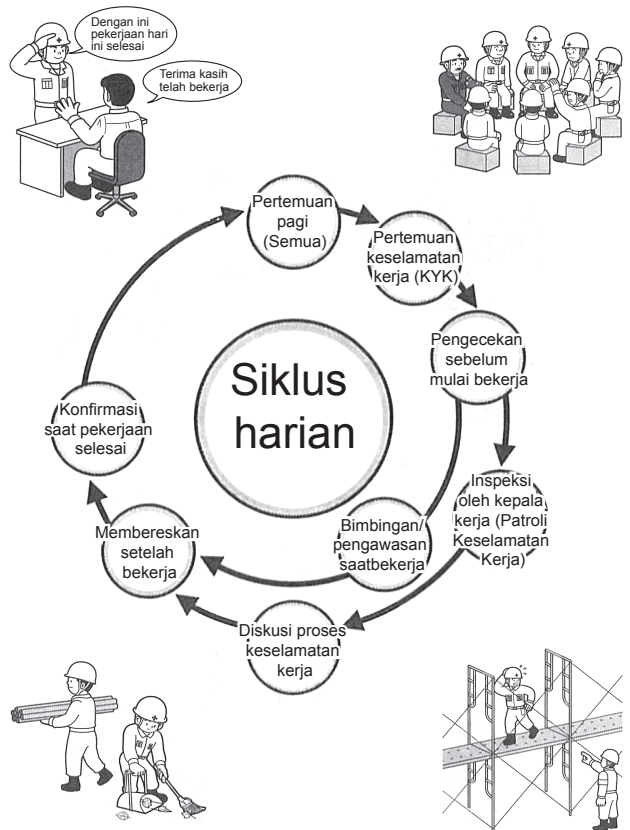 Dengan ini
pekerjaan hari
ini selesai
Terima kasih
telah bekerja
Pertemuan
pagi
(Semua)
Pertemuan
keselamatan
kerja (KYK)
Pengecekan
sebelum
mulai bekerja
Siklus
harian
Konfirmasi
saat pekerjaan
selesai
Inspeksi
oleh kepala
kerja (Patroli
Keselamatan
Kerja)
Bimbingan/
pengawasan
saatbekerja
Membereskan
setelah
bekerja
Diskusi proses
keselamatan
kerja